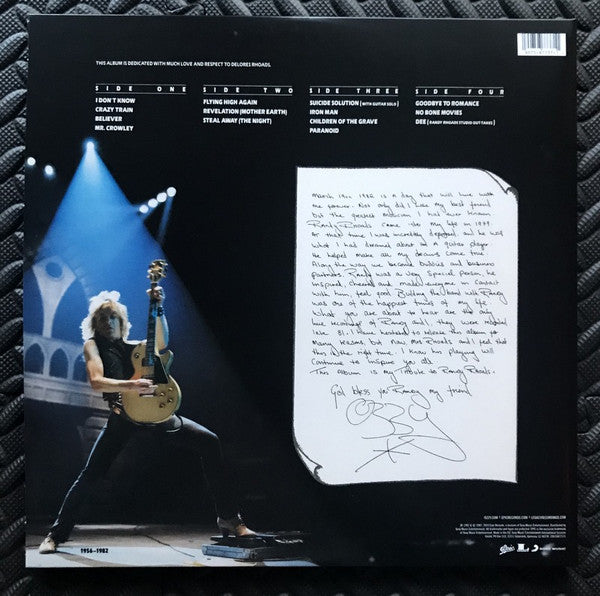 THIS ALBUM IS DEDICATED WITH MUCH LOVE AND RESPECT TO DELORES RHOADS.
SIDE ONE
I DON'T KNOW
CRAZY TRAIN
BELIEVER
MR. CROWLEY
SIDE TWO
FLYING HIGH AGAIN
REVELATION (MOTHER EARTH)
STEAL AWAY (THE NIGHT)
SIDE THREE
SUICIDE SOLUTION [WITH GUITAR SOLO]
IRON MAN
CHILDREN OF THE GRAVE
PARANOID
SIDE FOUR
GOODBYE TO ROMANCE
NO BONE MOVIES
DEE [RANDY RHOADS STUDIO OUT-TAKES]
March 19th 1982 is a day that will live with
me forever. Not only did I lose my best friend
but the greatest musician I had ever known
Randy Rhoads came into my life in 1979
At that time I was incredibly depressed, and he was
what I had dreamed about in a guitar player
He helped make all my dreams come true.
Along the way we became buddies and business
partners. Randy was a very special person, he
inspired, cheered and made everyone in contact
with him, feel good. Building the band with Randy
was one of the happiest times of my life.
What you are about to hear are the only
live recordings of Randy and they were recorded
late 81. I have hesitated to release this album for
many reasons, but now Mrs Rhoads and I feel that
this is the right time. I know his playing will
continue to inspire you all.
This Album is my Tribute to Randy Rhoads.
God bless you Randy my friend
OZZY
1956–1982
OZZY.COM • EPICRECORDS.COM • LEGACYRECORDINGS.COM
Epic